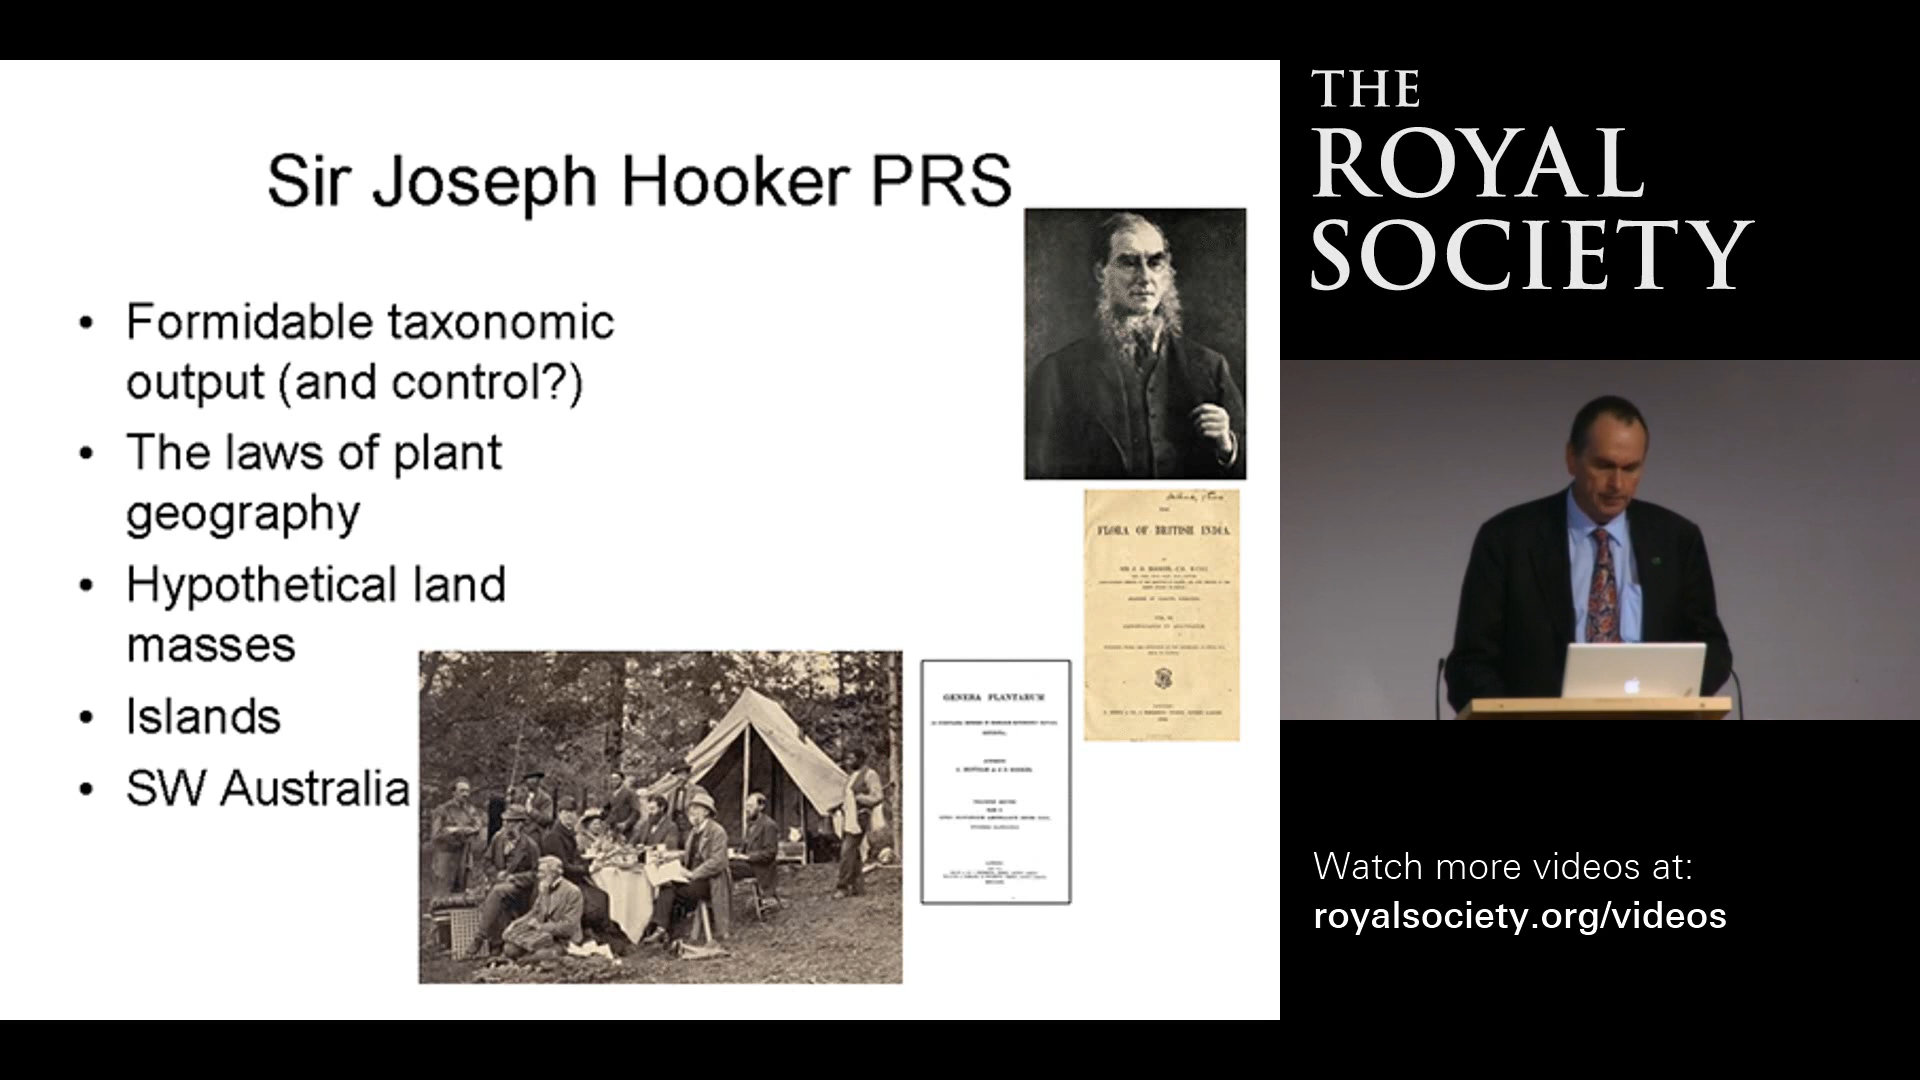 Sir Joseph Hooker PRS
• Formidable taxonomic
output (and control?)
• The laws of plant
geography
• Hypothetical land
masses
• Islands
• SW Australia
FLORA OF BRITISH INDIA.
GENERA PLANTARUM
THE
ROYAL
SOCIETY
Watch more videos at:
royalsociety.org/videos